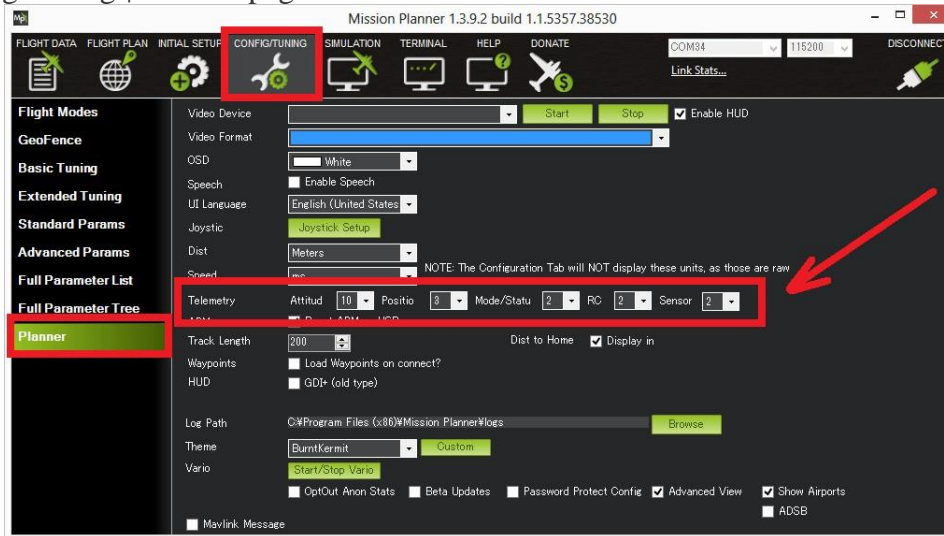 Mission Planner 1.3.9.2 build 1.1.5357.38530
FLIGHT DATA FLIGHT PLAN INITIAL SETUP CONFIG/TUNING SIMULATION TERMINAL HELP DONATE COM34 115200 DISCONNEC
Link Stats...
Flight Modes
GeoFence
Basic Tuning
Extended Tuning
Standard Params
Advanced Params
Full Parameter List
Full Parameter Tree
Planner
Video Device Start Stop Enable HUD
Video Format
OSD White
Speech Enable Speech
UI Language English (United States
Joystic Joystick Setup
Dist Meters
Speed NOTE: The Configuration Tab will NOT display these units, as those are raw
Telemetry Attitud 10 Positio 3 Mode/Statu 2 RC 2 Sensor 2
Track Length 200 Dist to Home Display in
Waypoints Load Waypoints on connect?
HUD GDI+ (old type)
Log Path C:¥Program Files (x86)¥Mission Planner¥logs Browse
Theme BurntKermit Custom
Vario Start/Stop Vario
OptOut Anon Stats Beta Updates Password Protect Config Advanced View Show Airports
ADSB
Mavlink Message